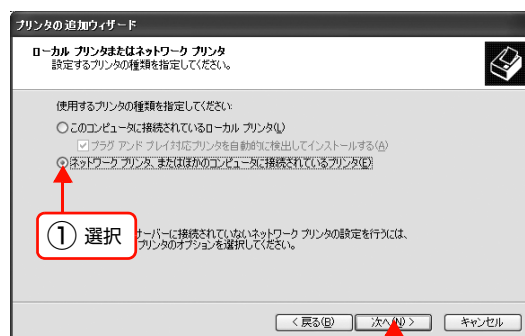 プリンタの追加ウィザード
ローカル プリンタまたはネットワーク プリンタ
設定するプリンタの種類を指定してください。
使用するプリンタの種類を指定してください:
このコンピュータに接続されているローカル プリンタ(L)
プラグ アンド プレイ対応プリンタを自動的に検出してインストールする(A)
ネットワーク プリンタ、またはほかのコンピュータに接続されているプリンタ(E)
① 選択
サーバーに接続されていないネットワーク プリンタの設定を行うには、
プリンタのオプションを選択してください。
< 戻る(B)
次へ(N) >
キャンセル